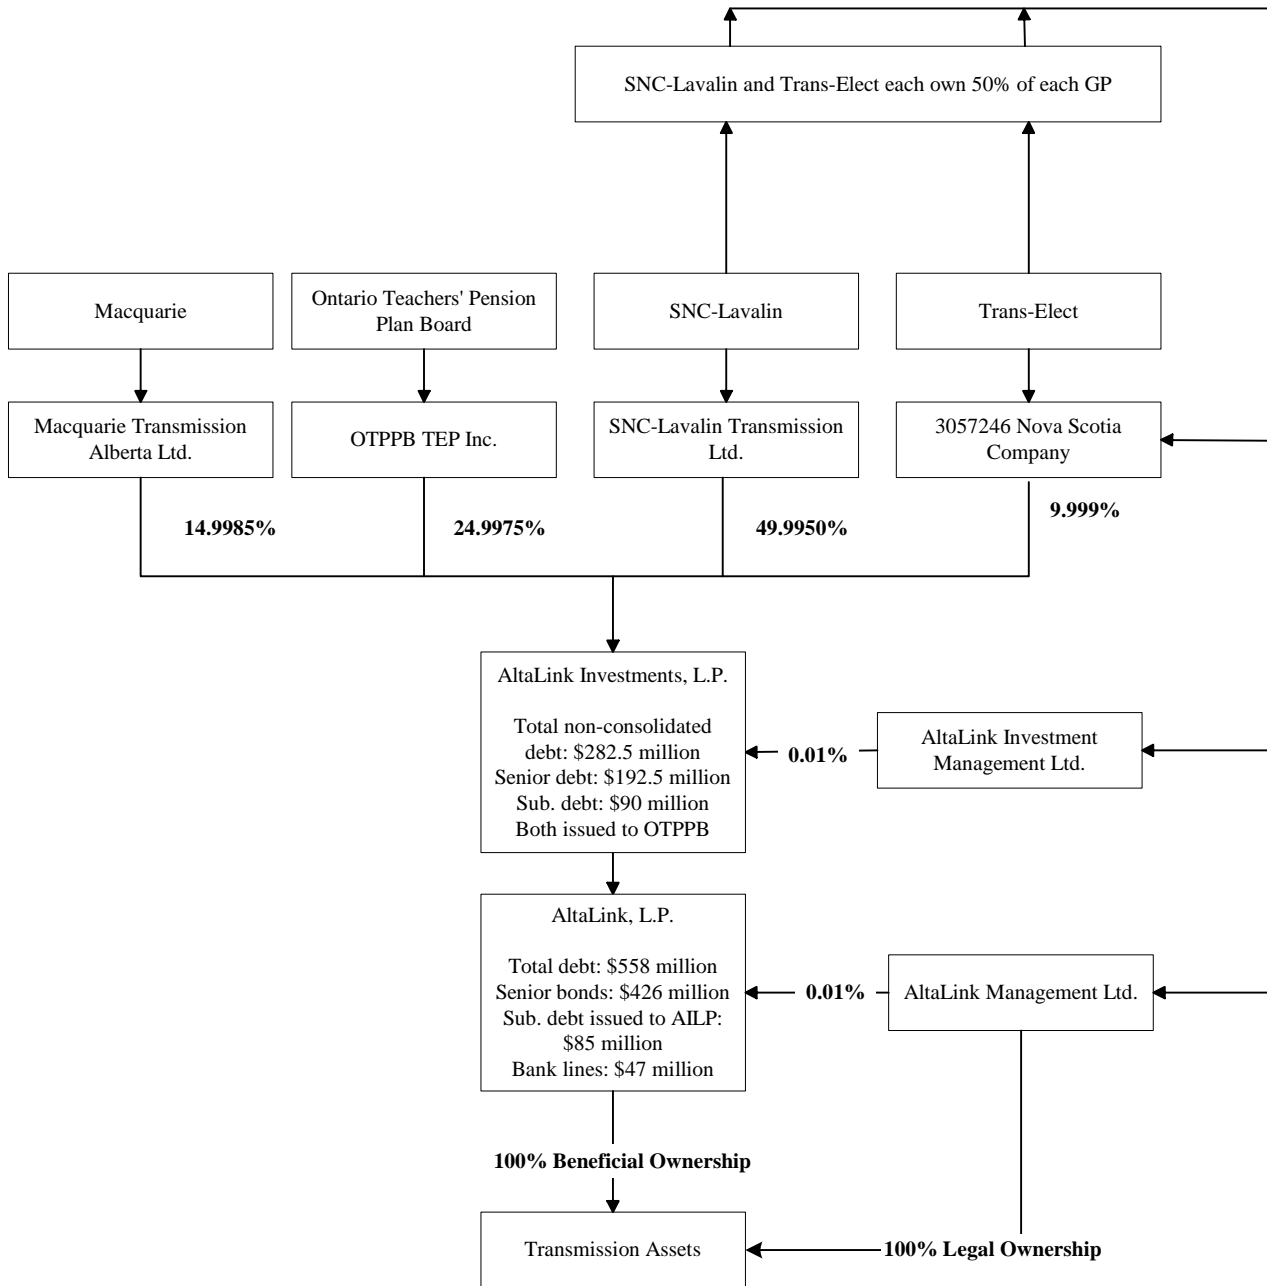 SNC-Lavalin and Trans-Elect each own 50% of each GP
Macquarie
Ontario Teachers' Pension
Plan Board
SNC-Lavalin
Trans-Elect
Macquarie Transmission
Alberta Ltd.
OTPPB TEP Inc.
SNC-Lavalin Transmission
Ltd.
3057246 Nova Scotia
Company
14.9985%
24.9975%
49.9950%
9.999%
AltaLink Investments, L.P.
Total non-consolidated
debt: $282.5 million
Senior debt: $192.5 million
Sub. debt: $90 million
Both issued to OTPPB
0.01%
AltaLink Investment
Management Ltd.
AltaLink, L.P.
Total debt: $558 million
Senior bonds: $426 million
Sub. debt issued to AILP:
$85 million
Bank lines: $47 million
0.01%
AltaLink Management Ltd.
100% Beneficial Ownership
Transmission Assets
100% Legal Ownership